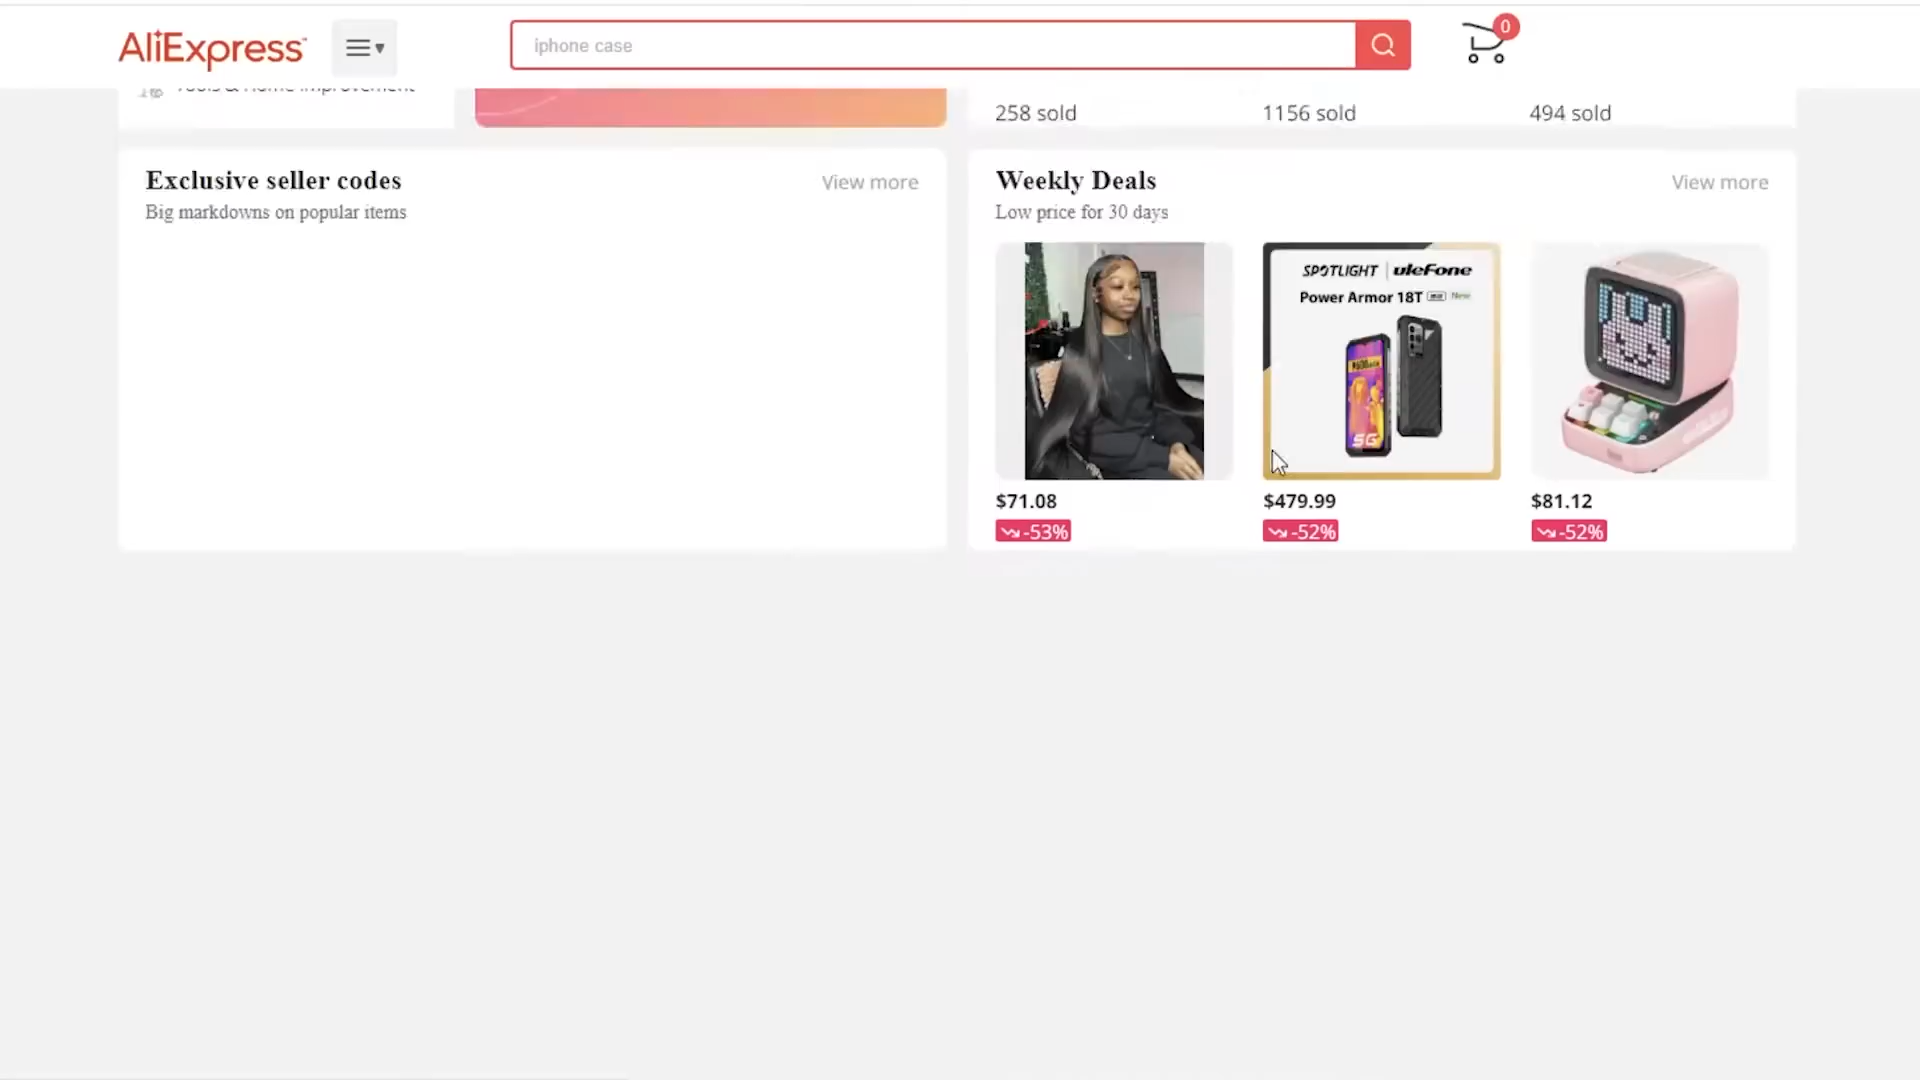 AliExpress™
iphone case
0
Tools & Home Improvement
258 sold
1156 sold
494 sold
Exclusive seller codes
View more
Big markdowns on popular items
Weekly Deals
View more
Low price for 30 days
SPOTLIGHT | uleFone
Power Armor 18T New
5G
$71.08
-53%
$479.99
-52%
$81.12
-52%